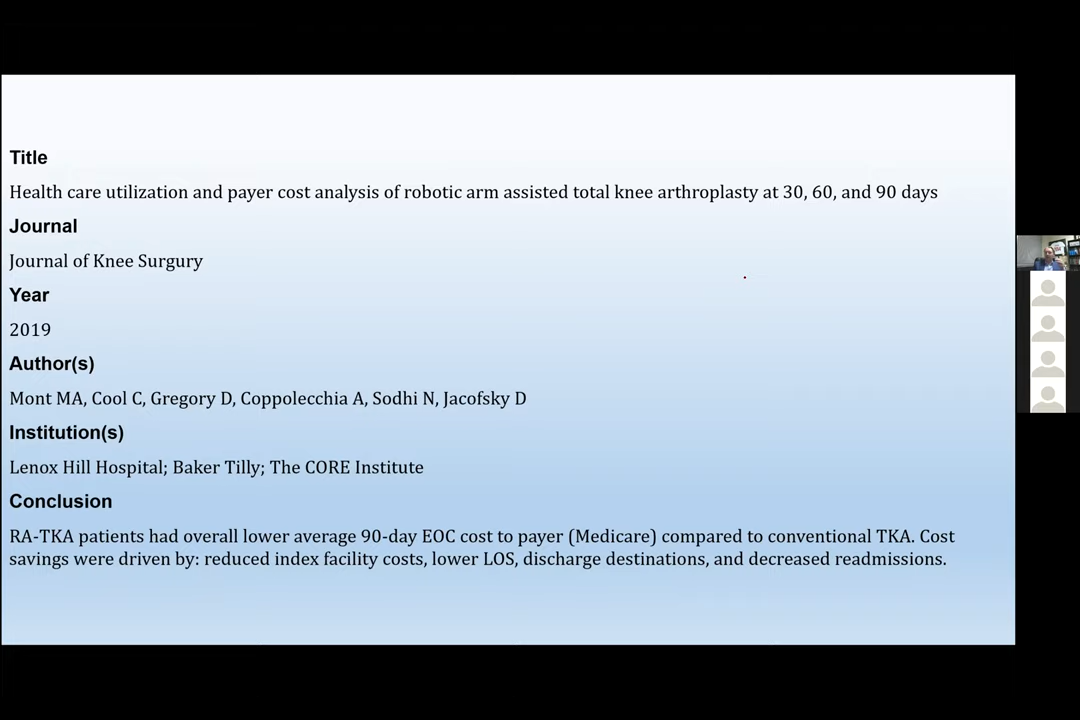 Title
Health care utilization and payer cost analysis of robotic arm assisted total knee arthroplasty at 30, 60, and 90 days
Journal
Journal of Knee Surgury
Year
2019
Author(s)
Mont MA, Cool C, Gregory D, Coppolecchia A, Sodhi N, Jacofsky D
Institution(s)
Lenox Hill Hospital; Baker Tilly; The CORE Institute
Conclusion
RA-TKA patients had overall lower average 90-day EOC cost to payer (Medicare) compared to conventional TKA. Cost
savings were driven by: reduced index facility costs, lower LOS, discharge destinations, and decreased readmissions.